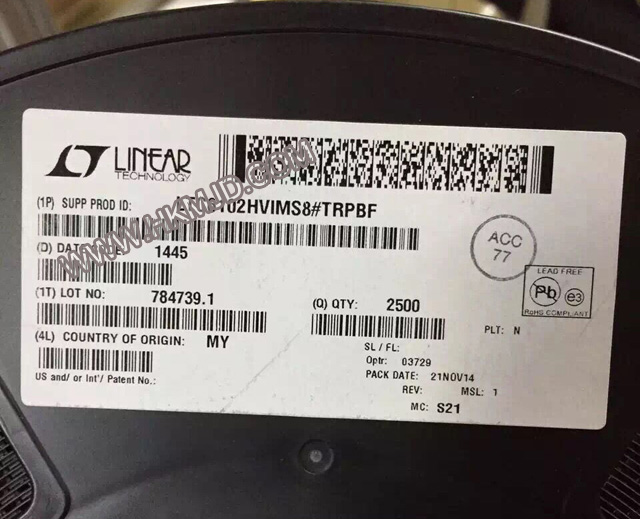 LINEAR
TECHNOLOGY
WWW.HKMJD.COM
(1P) SUPP PROD ID: 6102HVIMS8#TRPBF
(D) DATE 1445
(1T) LOT NO: 784739.1
(Q) QTY: 2500
(4L) COUNTRY OF ORIGIN: MY
US and/ or Int'/ Patent No.:
SL / FL:
Optr: 03729
PACK DATE: 21NOV14
REV: MSL: 1
MC: S21
PLT: N
ACC
77
LEAD FREE
Pb e3
RoHS COMPLIANT